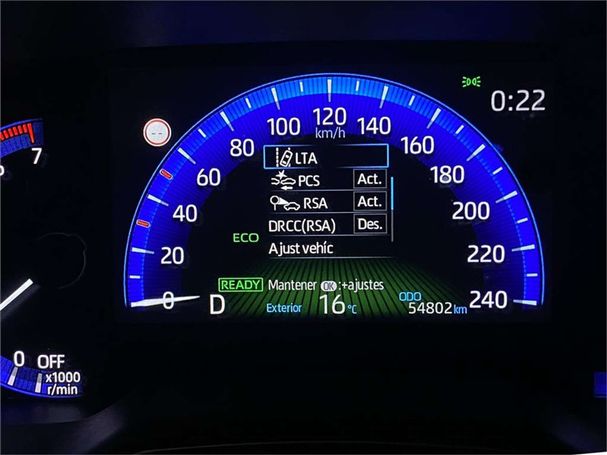 0:22
120
km/h
100
140
80
160
60
180
40
200
20
220
0
240
LTA
PCS Act.
RSA Act.
DRCC(RSA) Des.
Ajust vehíc
ECO
READY Mantener OK :+ajustes
D Exterior 16 °C ODO 54802 km
7
0 OFF
x1000
r/min